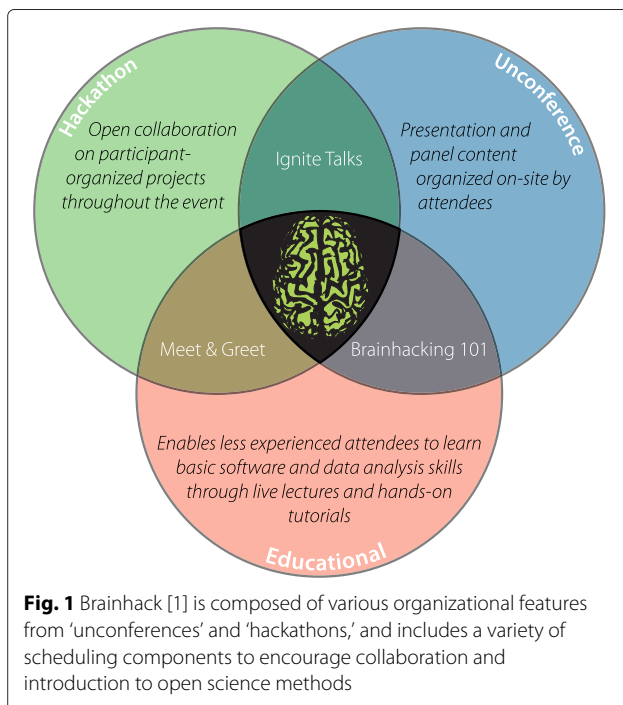 Hackathon
Unconference
Open collaboration
on participant-
organized projects
throughout the event
Ignite Talks
Presentation and
panel content
organized on-site by
attendees
Meet & Greet
Brainhacking 101
Enables less experienced attendees to learn
basic software and data analysis skills
through live lectures and hands-on
tutorials
Educational
Fig. 1 Brainhack [1] is composed of various organizational features
from ‘unconferences’ and ‘hackathons,’ and includes a variety of
scheduling components to encourage collaboration and
introduction to open science methods